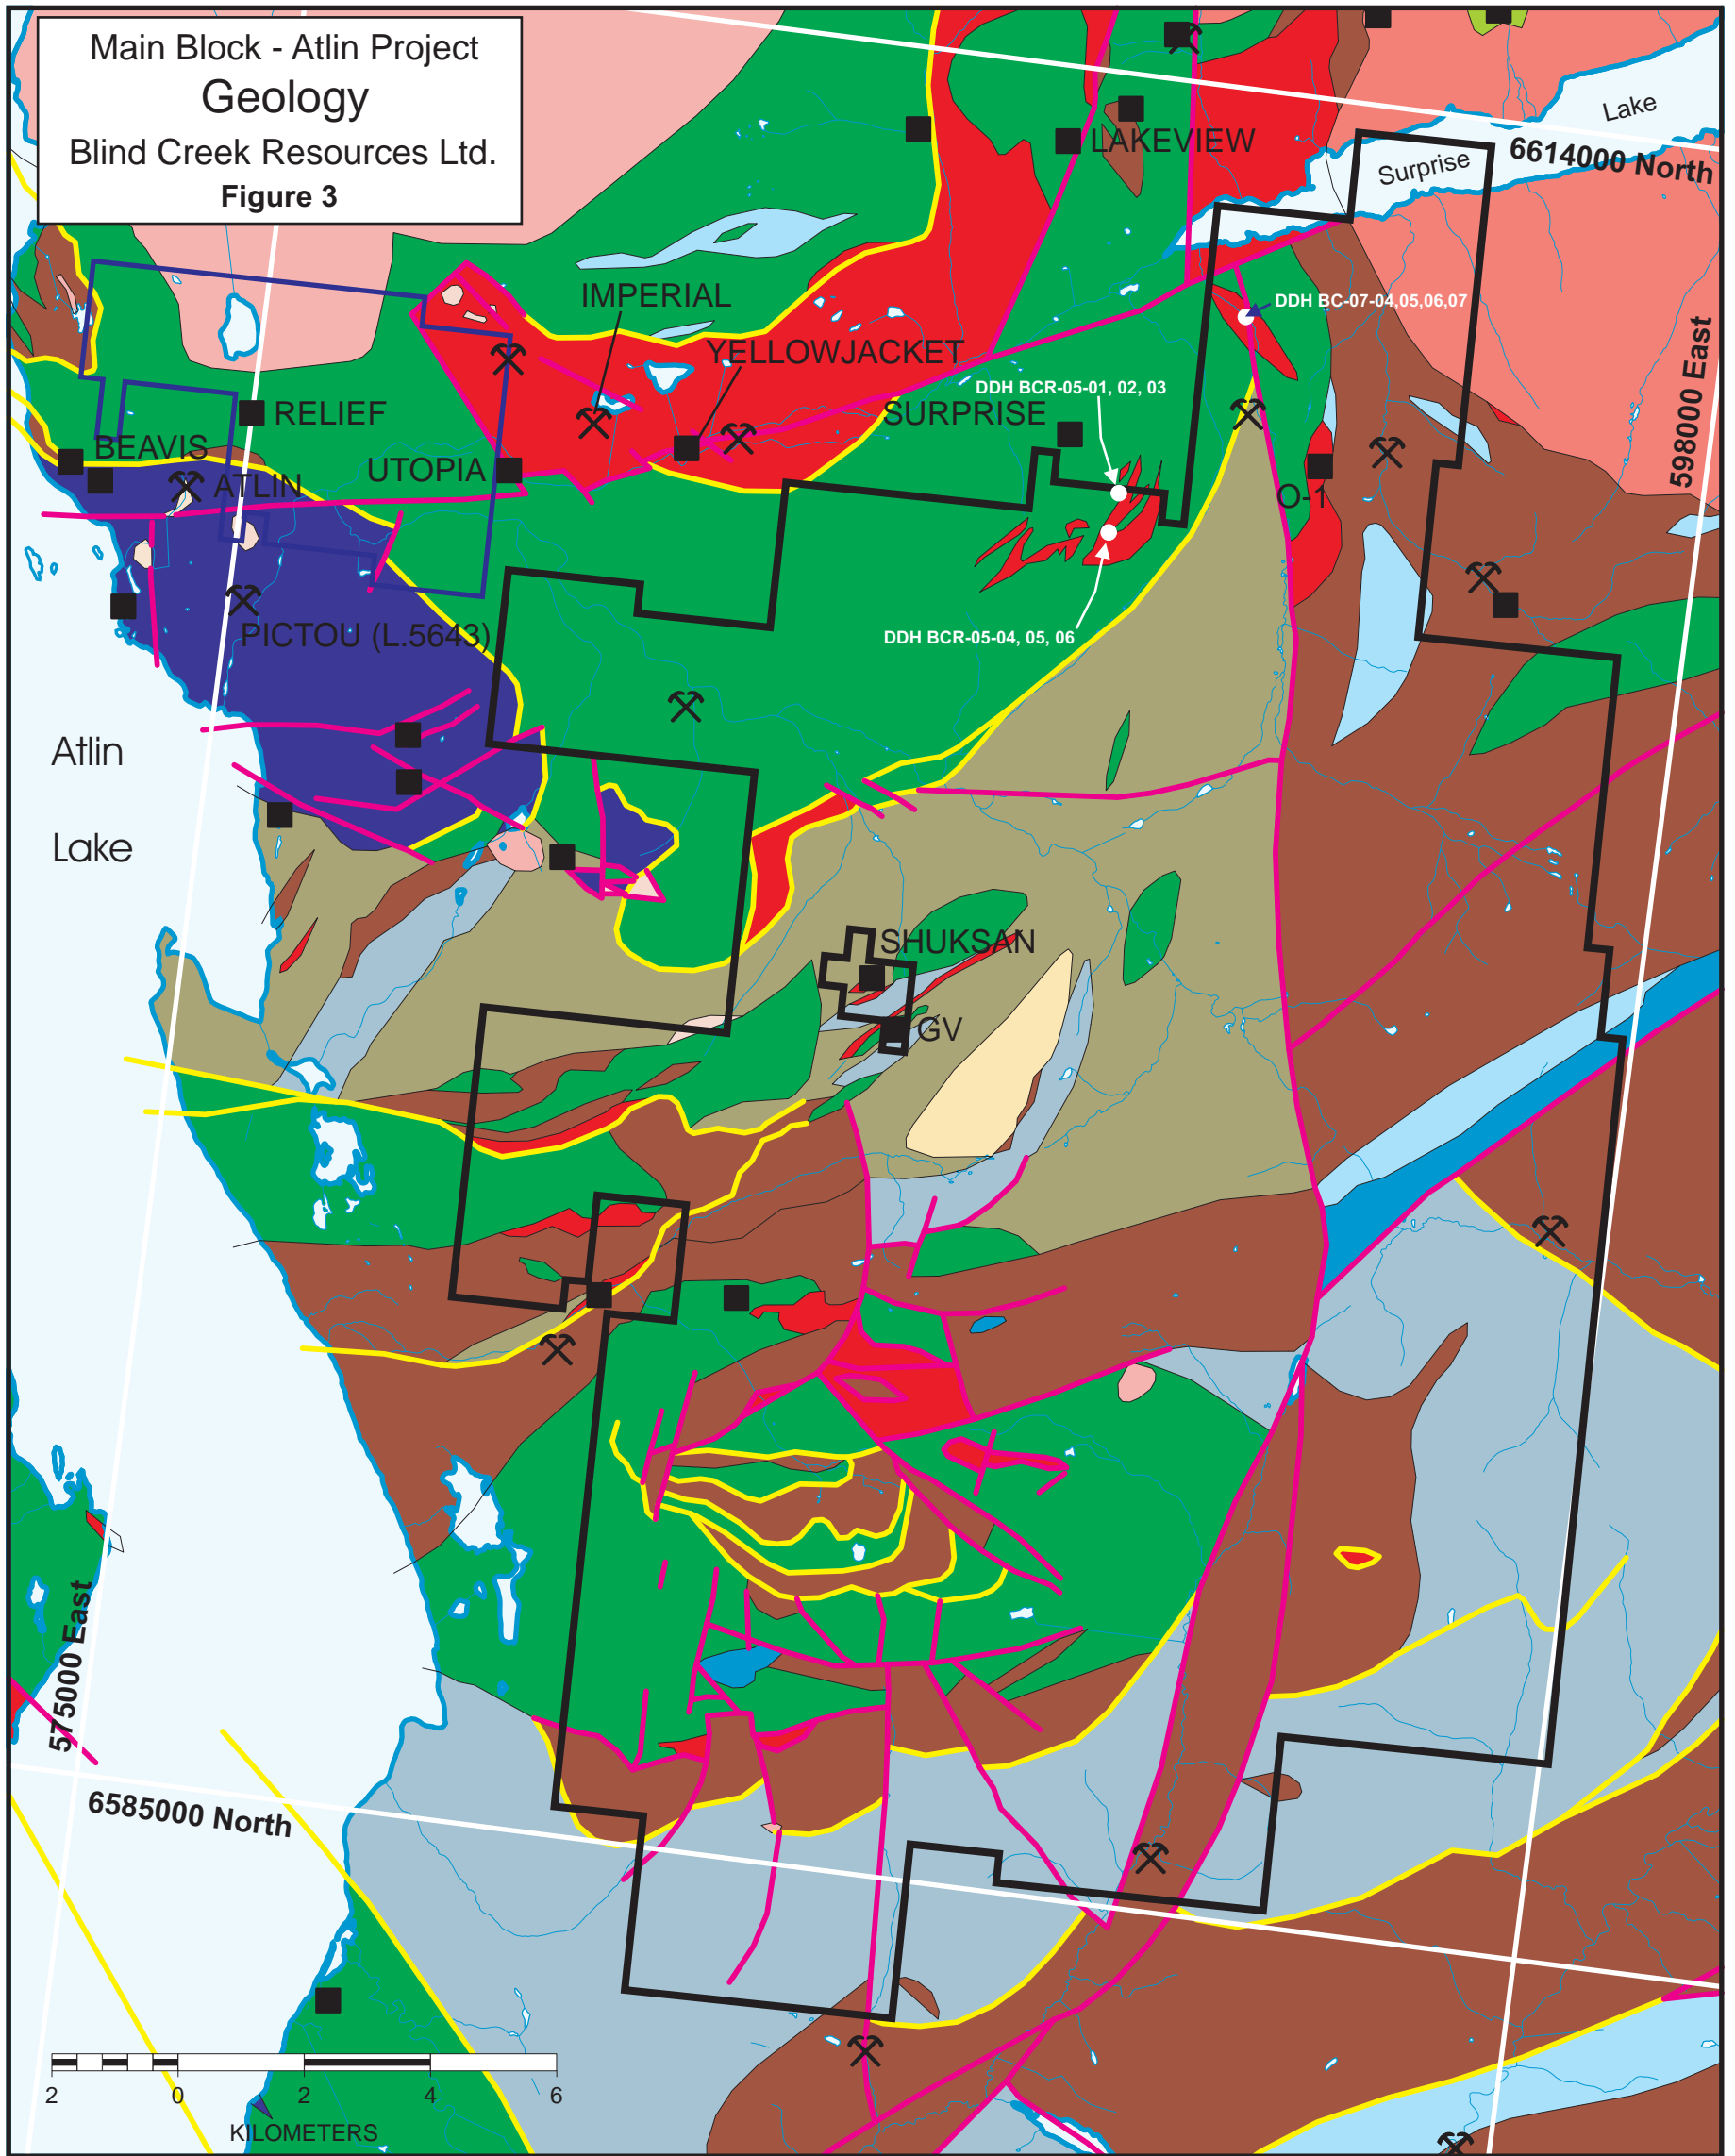 Main Block - Atlin Project
Geology
Blind Creek Resources Ltd.
Figure 3
Lake
LAKEVIEW
Surprise
6614000 North
IMPERIAL
DDH BC-07-04,05,06,07
YELLOWJACKET
598000 East
DDH BCR-05-01, 02, 03
RELIEF
SURPRISE
BEAVIS
UTOPIA
ATLIN
O-1
PICTOU (L.5643)
DDH BCR-05-04, 05, 06
Atlin
Lake
SHUKSAN
GV
575000 East
6585000 North
2 0 2 4 6
KILOMETERS